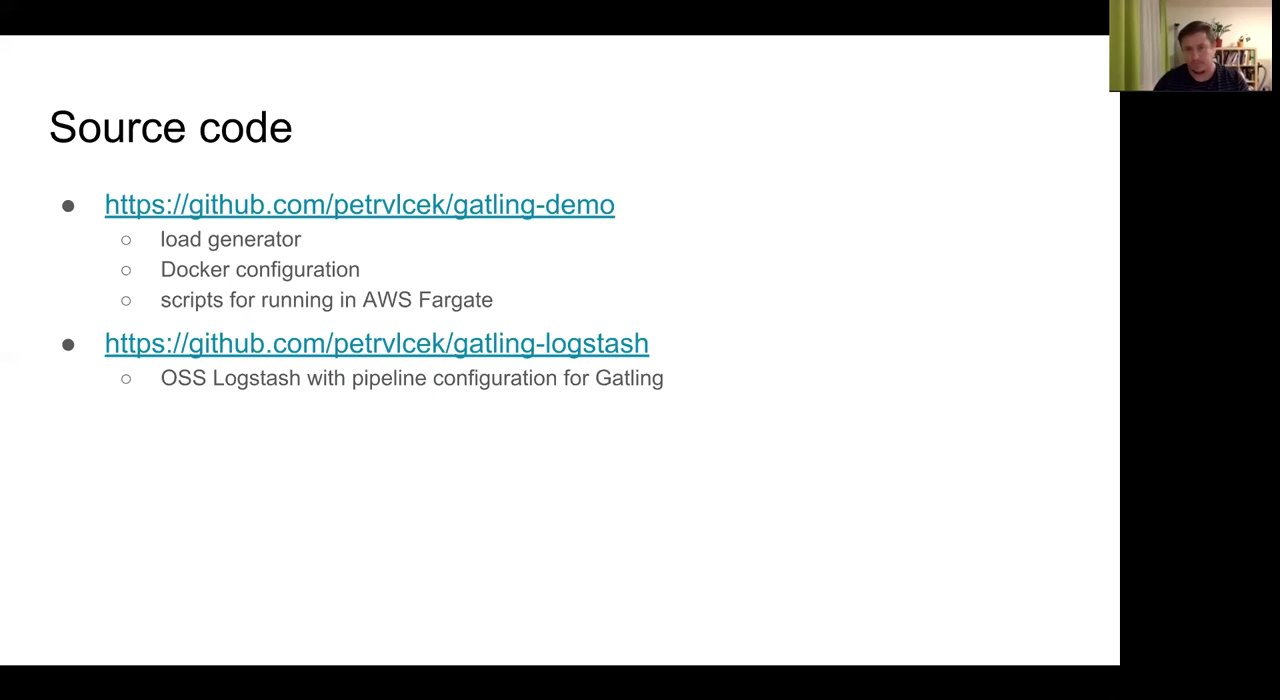 Source code
● https://github.com/petrvlcek/gatling-demo
○ load generator
○ Docker configuration
○ scripts for running in AWS Fargate
● https://github.com/petrvlcek/gatling-logstash
○ OSS Logstash with pipeline configuration for Gatling